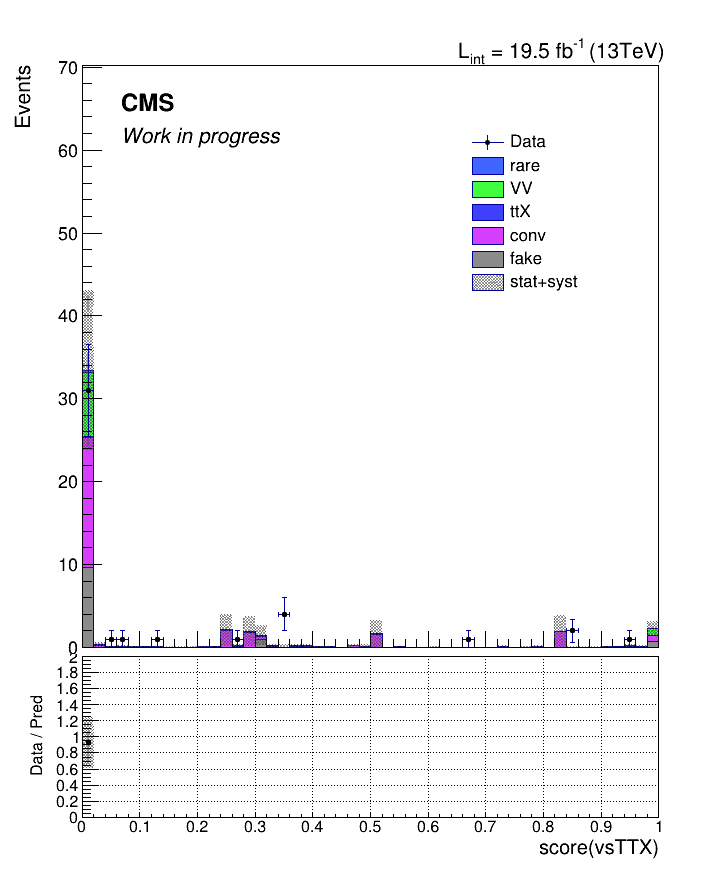 L_int = 19.5 fb^-1 (13TeV)
Events
CMS
Work in progress
Data
rare
VV
ttX
conv
fake
stat+syst
70
60
50
40
30
20
10
0
Data / Pred
2
1.8
1.6
1.4
1.2
1
0.8
0.6
0.4
0.2
0
0 0.1 0.2 0.3 0.4 0.5 0.6 0.7 0.8 0.9 1
score(vsTTX)